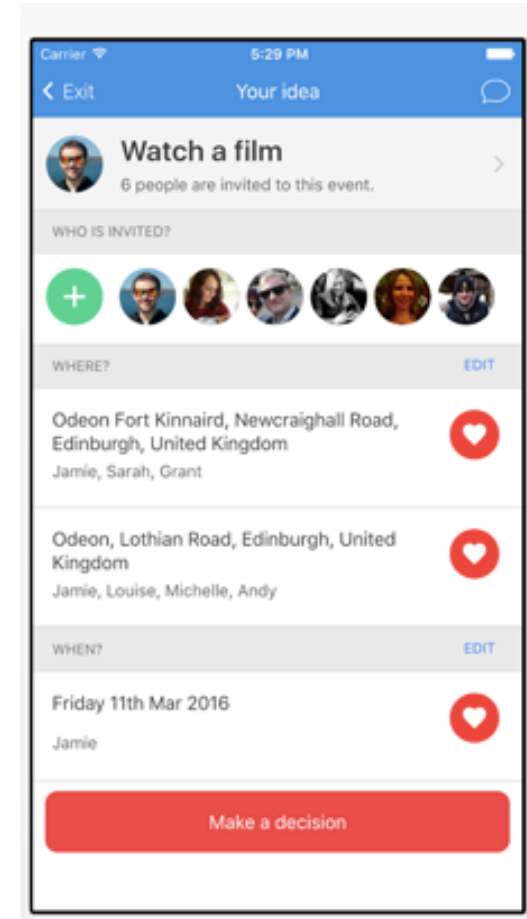 Carrier 5:29 PM
Exit Your idea
Watch a film
6 people are invited to this event.
WHO IS INVITED?
WHERE? EDIT
Odeon Fort Kinnaird, Newcraighall Road,
Edinburgh, United Kingdom
Jamie, Sarah, Grant
Odeon, Lothian Road, Edinburgh, United
Kingdom
Jamie, Louise, Michelle, Andy
WHEN? EDIT
Friday 11th Mar 2016
Jamie
Make a decision